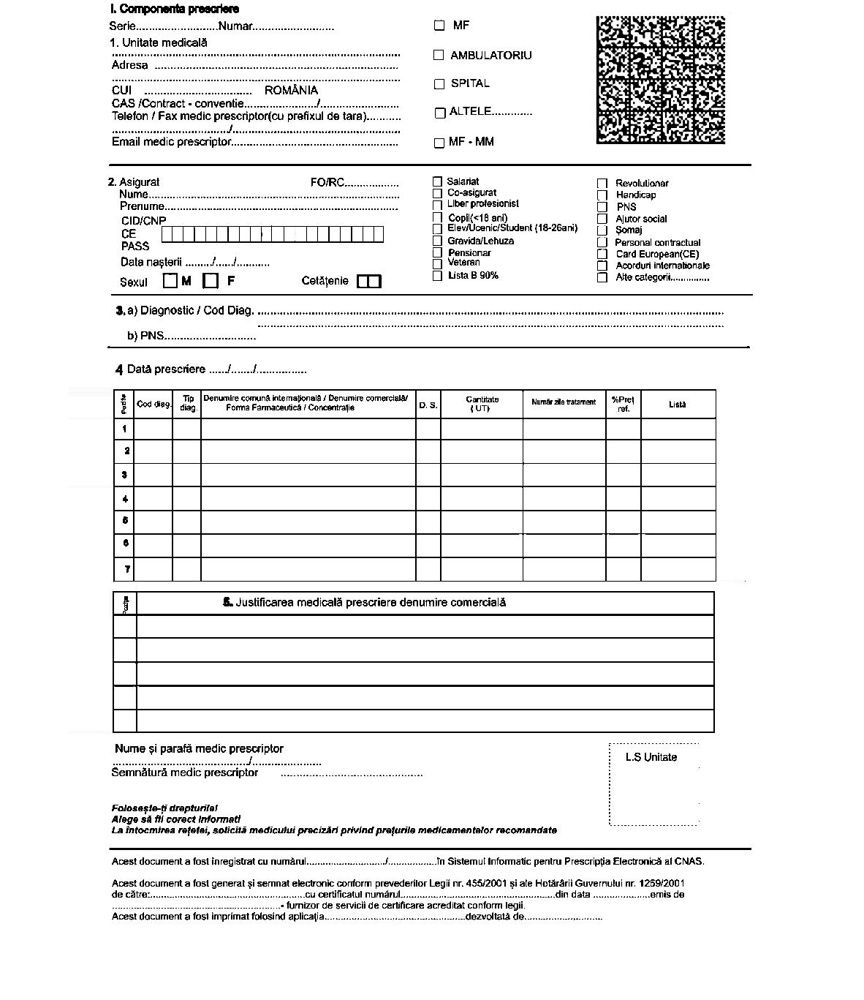 I. Componenta prescriere
Serie..........................Numar..........................
1. Unitate medicală
..........................................................................................
Adresa .............................................................................
..........................................................................................
CUI .................................. ROMÂNIA
CAS /Contract - conventie......................./.........................
Telefon / Fax medic prescriptor(cu prefixul de tara)...........
...................................../.....................................................
Email medic prescriptor.....................................................
MF
AMBULATORIU
SPITAL
ALTELE.............
MF - MM
2. Asigurat FO/RC.................
Nume...............................................................................
Prenume..........................................................................
CID/CNP
CE
PASS
Data nașterii ........./....../...........
Sexul M F Cetățenie
Salariat
Co-asigurat
Liber profesionist
Copil(<18 ani)
Elev/Ucenic/Student (18-26ani)
Gravida/Lehuza
Pensionar
Veteran
Lista B 90%
Revolutionar
Handicap
PNS
Ajutor social
Șomaj
Personal contractual
Card European(CE)
Acorduri internationale
Alte categorii...............
3. a) Diagnostic / Cod Diag. ..................................................................................................
..................................................................................................
b) PNS.............................
4 Dată prescriere ....../......./................
Poziție Cod diag. Tip diag. Denumire comună internațională / Denumire comercială/ Forma Farmaceutică / Concentrație D. S. Cantitate ( UT) Număr zile tratament %Preț ref. Listă
1
2
3
4
5
6
7
Poziție 5. Justificarea medicală prescriere denumire comercială
Nume și parafă medic prescriptor
.........................................../......................
Semnătură medic prescriptor .............................................
L.S Unitate
Folosește-ți drepturile!
Alege să fii corect informat!
La întocmirea rețetei, solicită medicului precizări privind prețurile medicamentelor recomandate
Acest document a fost înregistrat cu numărul........................../................în Sistemul Informatic pentru Prescripția Electronică al CNAS.
Acest document a fost generat și semnat electronic conform prevederilor Legii nr. 455/2001 și ale Hotărârii Guvernului nr. 1259/2001
de către:...................................................cu certificatul numărul...................................................din data ...................emis de
.......................................................- furnizor de servicii de certificare acreditat conform legii.
Acest document a fost imprimat folosind aplicația..............................................dezvoltată de..........................